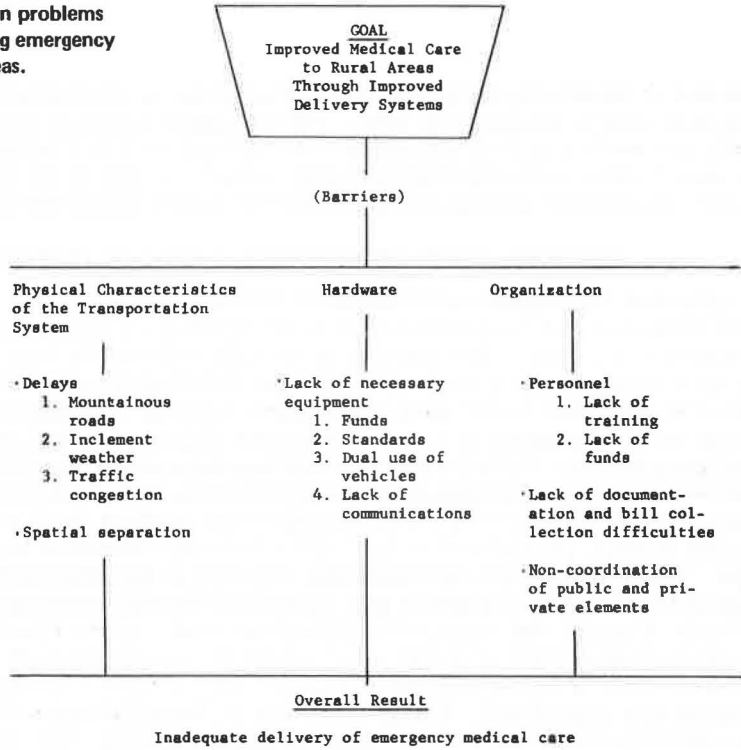 n problems
g emergency
eas.
GOAL
Improved Medical Care
to Rural Areas
Through Improved
Delivery Systems
(Barriers)
Physical Characteristics
of the Transportation
System
·Delays
1. Mountainous
roads
2. Inclement
weather
3. Traffic
congestion
·Spatial separation
Hardware
·Lack of necessary
equipment
1. Funds
2. Standards
3. Dual use of
vehicles
4. Lack of
communications
Organization
·Personnel
1. Lack of
training
2. Lack of
funds
·Lack of document-
ation and bill col-
lection difficulties
·Non-coordination
of public and pri-
vate elements
Overall Result
Inadequate delivery of emergency medical care